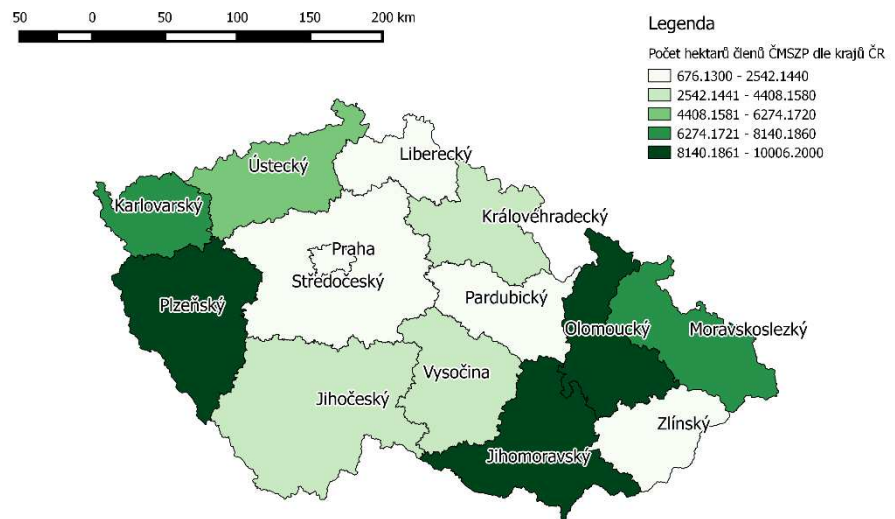 50 0 50 100 150 200 km
Legenda
Počet hektarů členů ČMSZP dle krajů ČR
676.1300 - 2542.1440
2542.1441 - 4408.1580
4408.1581 - 6274.1720
6274.1721 - 8140.1860
8140.1861 - 10006.2000
Liberecký
Ústecký
Karlovarský
Královéhradecký
Praha
Středočeský
Plzeňský
Pardubický
Olomoucký
Moravskoslezký
Vysočina
Jihočeský
Zlínský
Jihomoravský